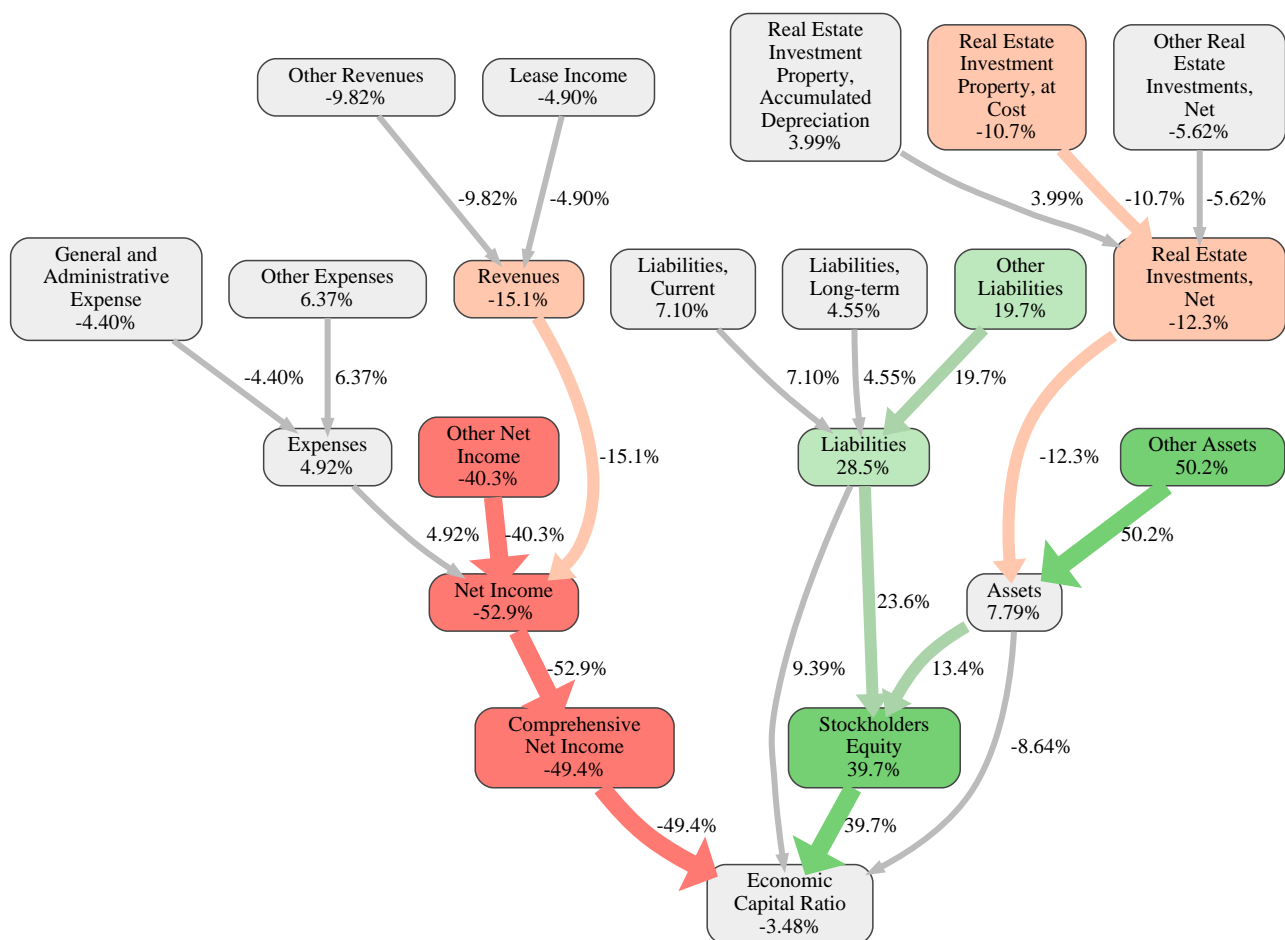 Real Estate
Investment
Property,
Accumulated
Depreciation
3.99%
Real Estate
Investment
Property, at
Cost
-10.7%
Other Real
Estate
Investments,
Net
-5.62%
Other Revenues
-9.82%
Lease Income
-4.90%
-9.82%
-4.90%
3.99%
-10.7%
-5.62%
General and
Administrative
Expense
-4.40%
Other Expenses
6.37%
Revenues
-15.1%
Liabilities,
Current
7.10%
Liabilities,
Long-term
4.55%
Other
Liabilities
19.7%
Real Estate
Investments,
Net
-12.3%
-4.40%
6.37%
7.10%
4.55%
19.7%
Expenses
4.92%
Other Net
Income
-40.3%
-15.1%
Liabilities
28.5%
-12.3%
Other Assets
50.2%
4.92%
-40.3%
50.2%
Net Income
-52.9%
23.6%
Assets
7.79%
-52.9%
9.39%
13.4%
Comprehensive
Net Income
-49.4%
Stockholders
Equity
39.7%
-8.64%
-49.4%
39.7%
Economic
Capital Ratio
-3.48%